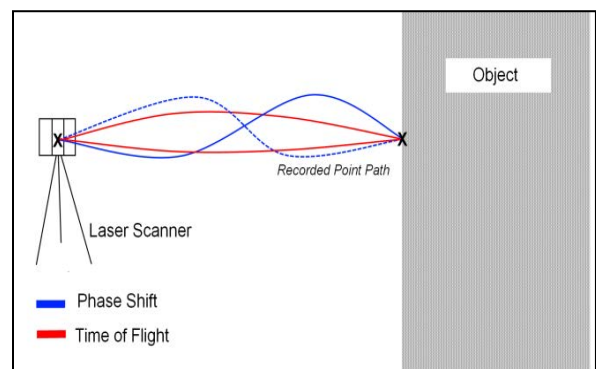 Object
Recorded Point Path
Laser Scanner
Phase Shift
Time of Flight